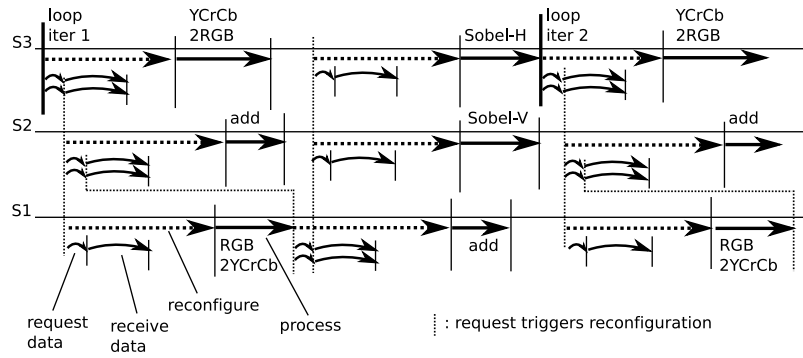 loop
iter 1
YCrCb
2RGB
Sobel-H
loop
iter 2
YCrCb
2RGB
S3
S2
add
Sobel-V
add
S1
RGB
2YCrCb
add
RGB
2YCrCb
request
data
receive
data
reconfigure
process
: request triggers reconfiguration